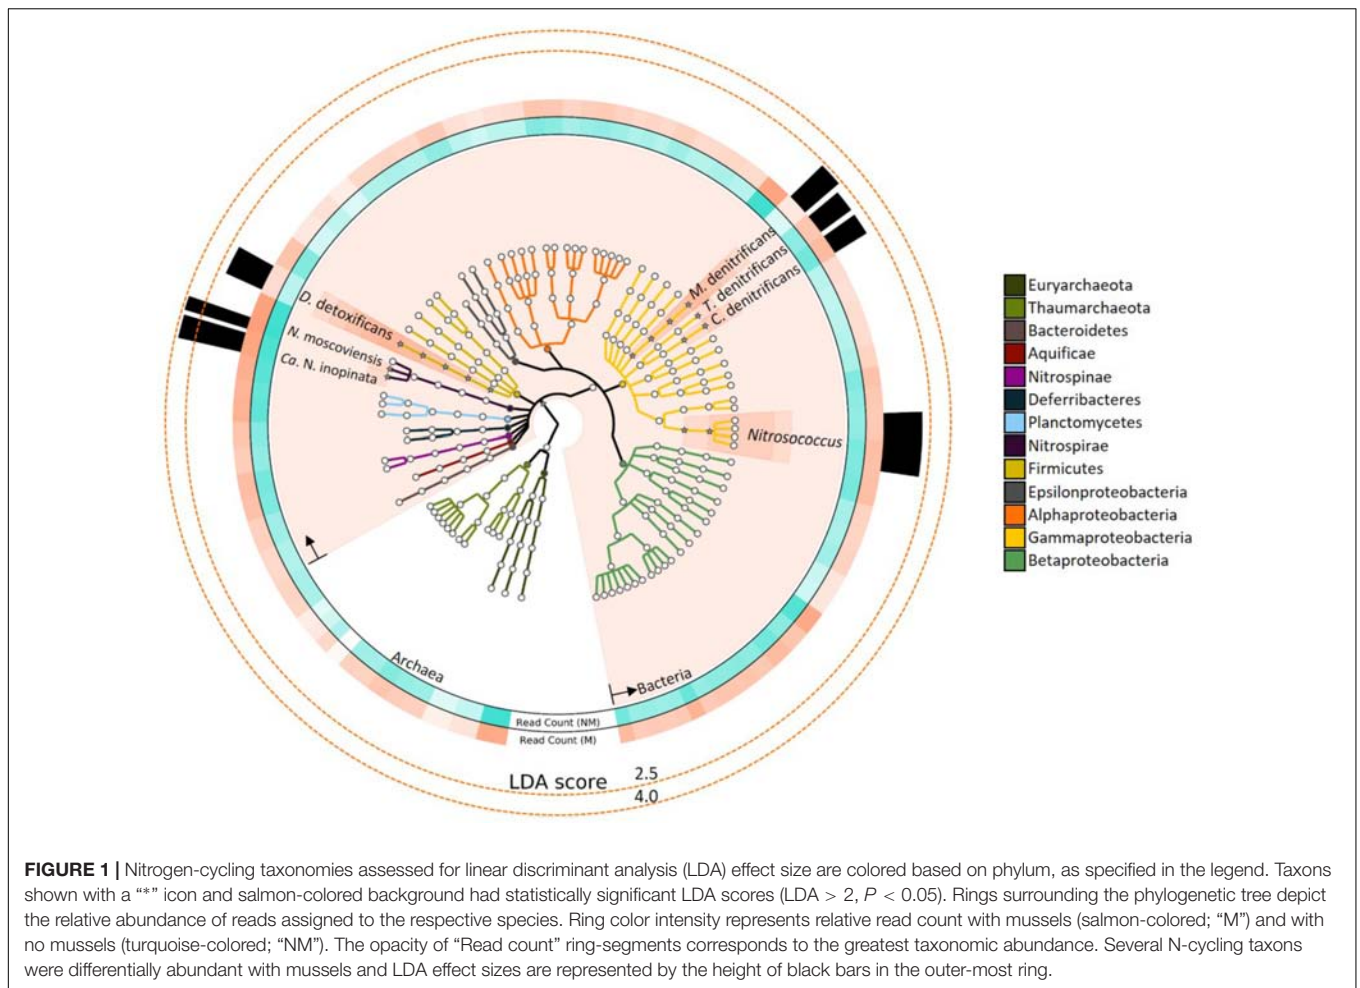 M. denitrificans
T. denitrificans
C. denitrificans
D. detoxificans
N. moscoviensis
Ca. N. inopinata
Nitrosococcus
Archaea
Bacteria
Read Count (NM)
Read Count (M)
LDA score
2.5
4.0
Euryarchaeota
Thaumarchaeota
Bacteroidetes
Aquificae
Nitrospinae
Deferribacteres
Planctomycetes
Nitrospirae
Firmicutes
Epsilonproteobacteria
Alphaproteobacteria
Gammaproteobacteria
Betaproteobacteria
FIGURE 1 | Nitrogen-cycling taxonomies assessed for linear discriminant analysis (LDA) effect size are colored based on phylum, as specified in the legend. Taxons
shown with a “*” icon and salmon-colored background had statistically significant LDA scores (LDA > 2, P < 0.05). Rings surrounding the phylogenetic tree depict
the relative abundance of reads assigned to the respective species. Ring color intensity represents relative read count with mussels (salmon-colored; “M”) and with
no mussels (turquoise-colored; “NM”). The opacity of “Read count” ring-segments corresponds to the greatest taxonomic abundance. Several N-cycling taxons
were differentially abundant with mussels and LDA effect sizes are represented by the height of black bars in the outer-most ring.